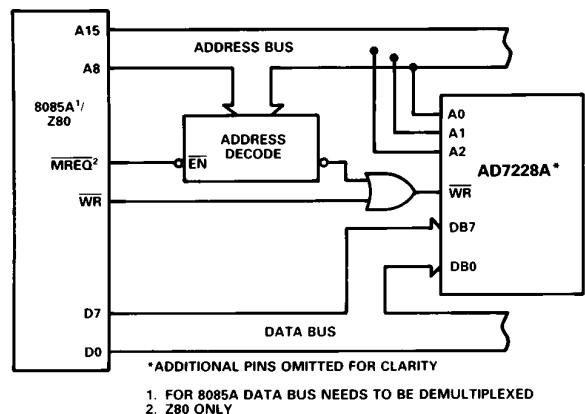 A15
ADDRESS BUS
A8
8085A¹/
Z80
ADDRESS
DECODE
A0
A1
A2
AD7228A*
MREQ²
EN
WR
WR
DB7
DB0
D7
DATA BUS
D0
*ADDITIONAL PINS OMITTED FOR CLARITY
1. FOR 8085A DATA BUS NEEDS TO BE DEMULTIPLEXED
2. Z80 ONLY